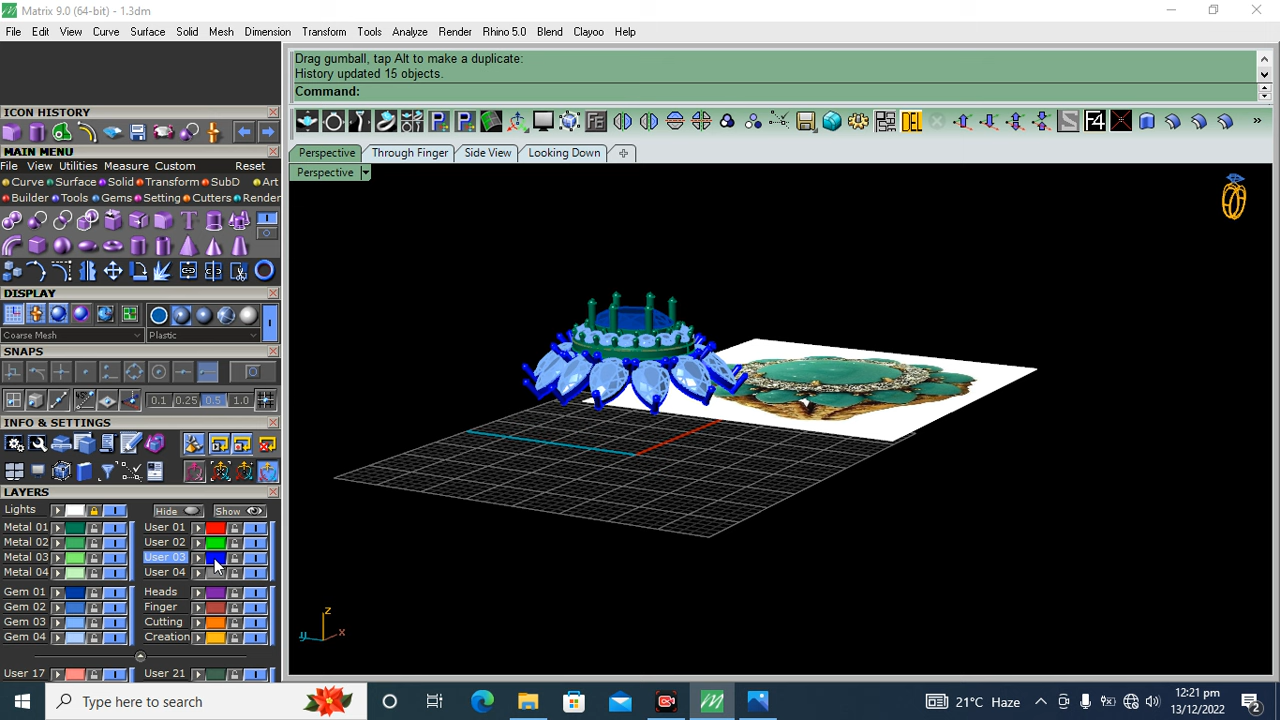 Matrix 9.0 (64-bit) - 1.3dm
File Edit View Curve Surface Solid Mesh Dimension Transform Tools Analyze Render Rhino 5.0 Blend Clayoo Help
Drag gumball, tap Alt to make a duplicate:
History updated 15 objects.
Command:
ICON HISTORY
MAIN MENU
File View Utilities Measure Custom Reset
Curve Surface Solid Transform SubD Art
Builder Tools Gems Setting Cutters Render
DISPLAY
Coarse Mesh Plastic
SNAPS
0.1 0.25 0.5 1.0
INFO & SETTINGS
LAYERS
Lights Hide Show
Metal 01 User 01
Metal 02 User 02
Metal 03 User 03
Metal 04 User 04
Gem 01 Heads
Gem 02 Finger
Gem 03 Cutting
Gem 04 Creation
User 17 User 21
FE DEL F4
Perspective Through Finger Side View Looking Down
Perspective
z
y x
Type here to search
21°C Haze
12:21 pm
13/12/2022
2